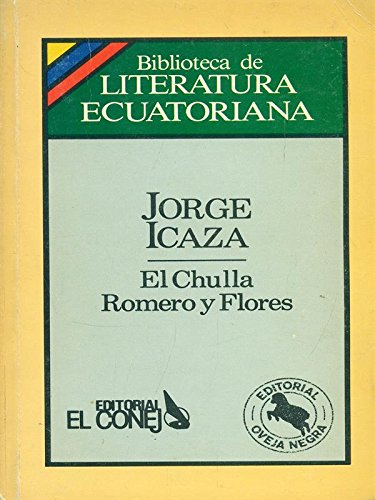 Biblioteca de
LITERATURA
ECUATORIANA
JORGE
ICAZA
El Chulla
Romero y Flores
EDITORIAL
EL CONEJO
EDITORIAL
OVEJA NEGRA